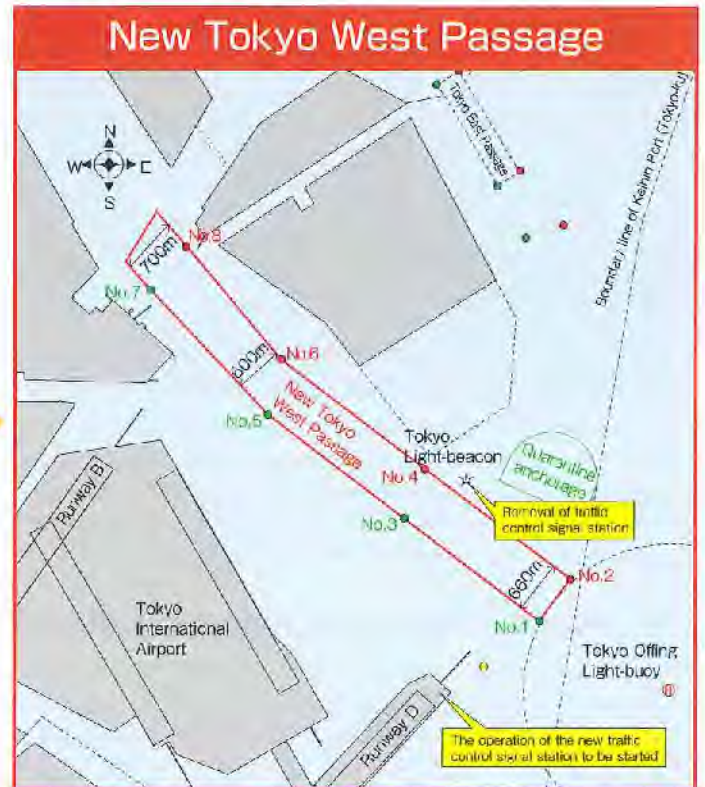 New Tokyo West Passage
N
W
E
S
Tokyo East Passage
Boundary line of Keihin Port (Tokyo-ku)
No.8
700m
No.7
No.6
600m
New Tokyo
West Passage
No.5
Tokyo
Light-beacon
No.4
Quarantine
anchorage
Removal of traffic
control signal station
Runway B
No.3
660m
No.2
No.1
Tokyo
International
Airport
Tokyo Offing
Light-buoy
Runway D
The operation of the new traffic
control signal station to be started